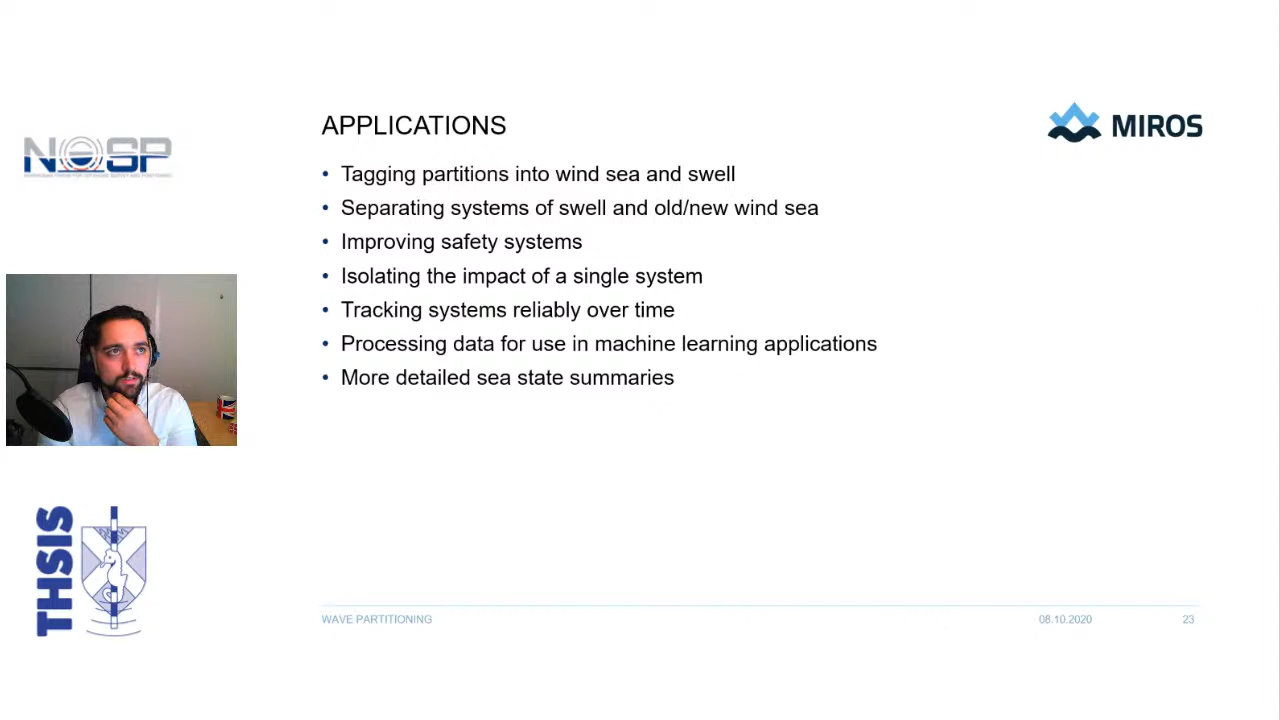 APPLICATIONS
MIROS
NOSP
• Tagging partitions into wind sea and swell
• Separating systems of swell and old/new wind sea
• Improving safety systems
• Isolating the impact of a single system
• Tracking systems reliably over time
• Processing data for use in machine learning applications
• More detailed sea state summaries
THSIS
WAVE PARTITIONING
08.10.2020
23